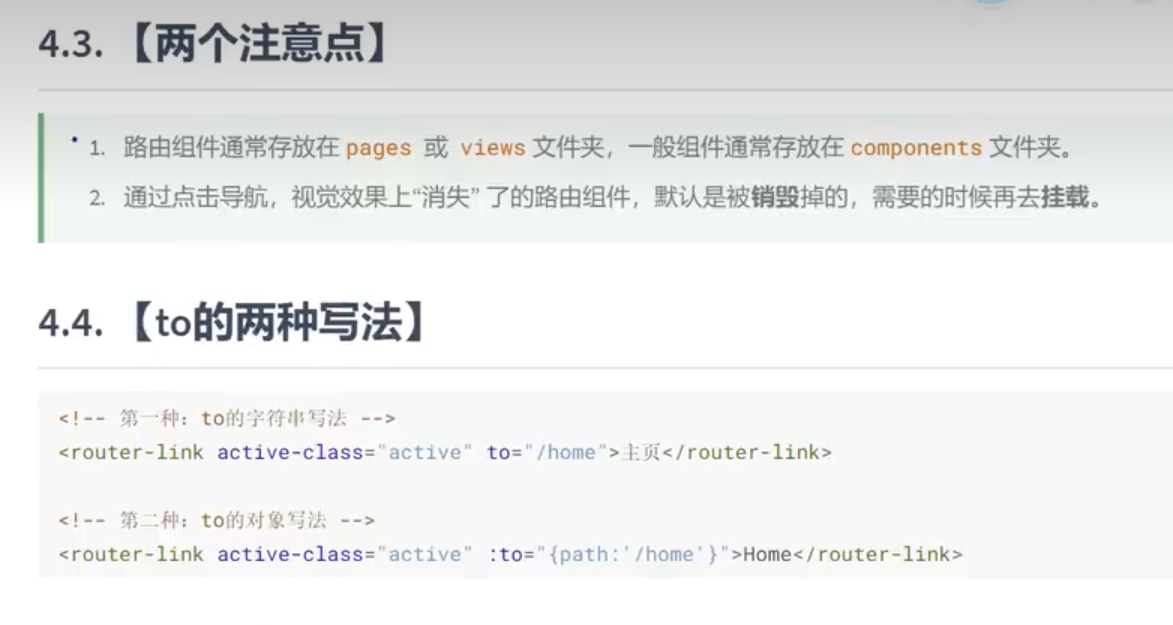 4.3. 【两个注意点】
1. 路由组件通常存放在 pages 或 views 文件夹，一般组件通常存放在 components 文件夹。
2. 通过点击导航，视觉效果上“消失” 了的路由组件，默认是被销毁掉的，需要的时候再去挂载。
4.4. 【to的两种写法】
<!-- 第一种：to的字符串写法 -->
<router-link active-class="active" to="/home">主页</router-link>
<!-- 第二种：to的对象写法 -->
<router-link active-class="active" :to="{path:'/home'}">Home</router-link>